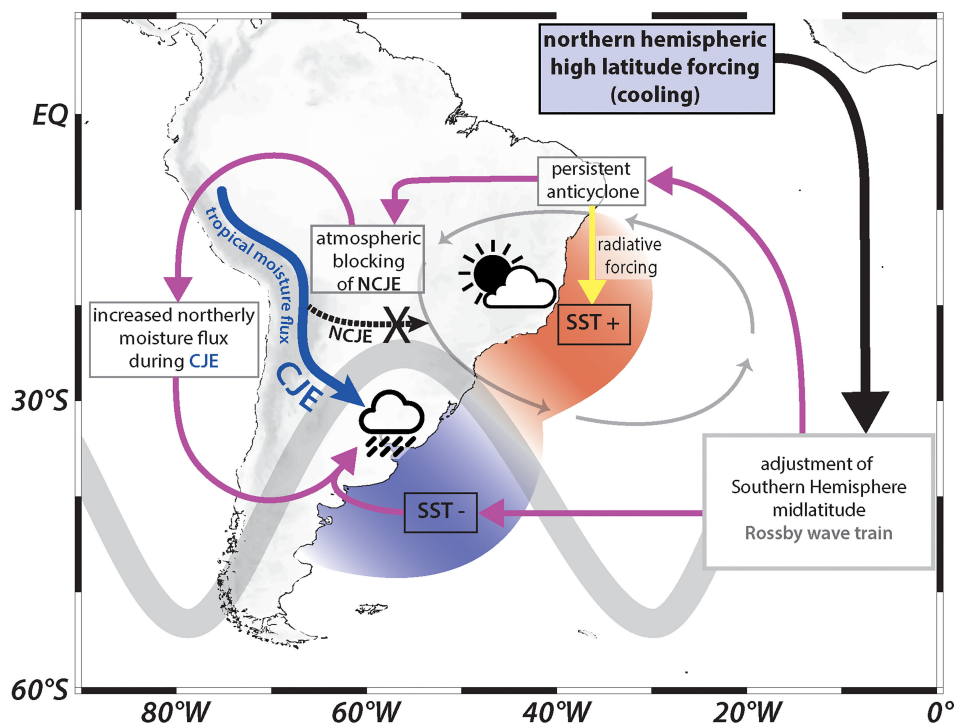 northern hemispheric
high latitude forcing
(cooling)
EQ
persistent
anticyclone
atmospheric
blocking
of NCJE
radiative
forcing
tropical moisture flux
increased northerly
moisture flux
during CJE
NCJE
X
SST +
CJE
30°S
adjustment of
Southern Hemisphere
midlatitude
Rossby wave train
SST -
60°S
80°W
60°W
40°W
20°W
0°